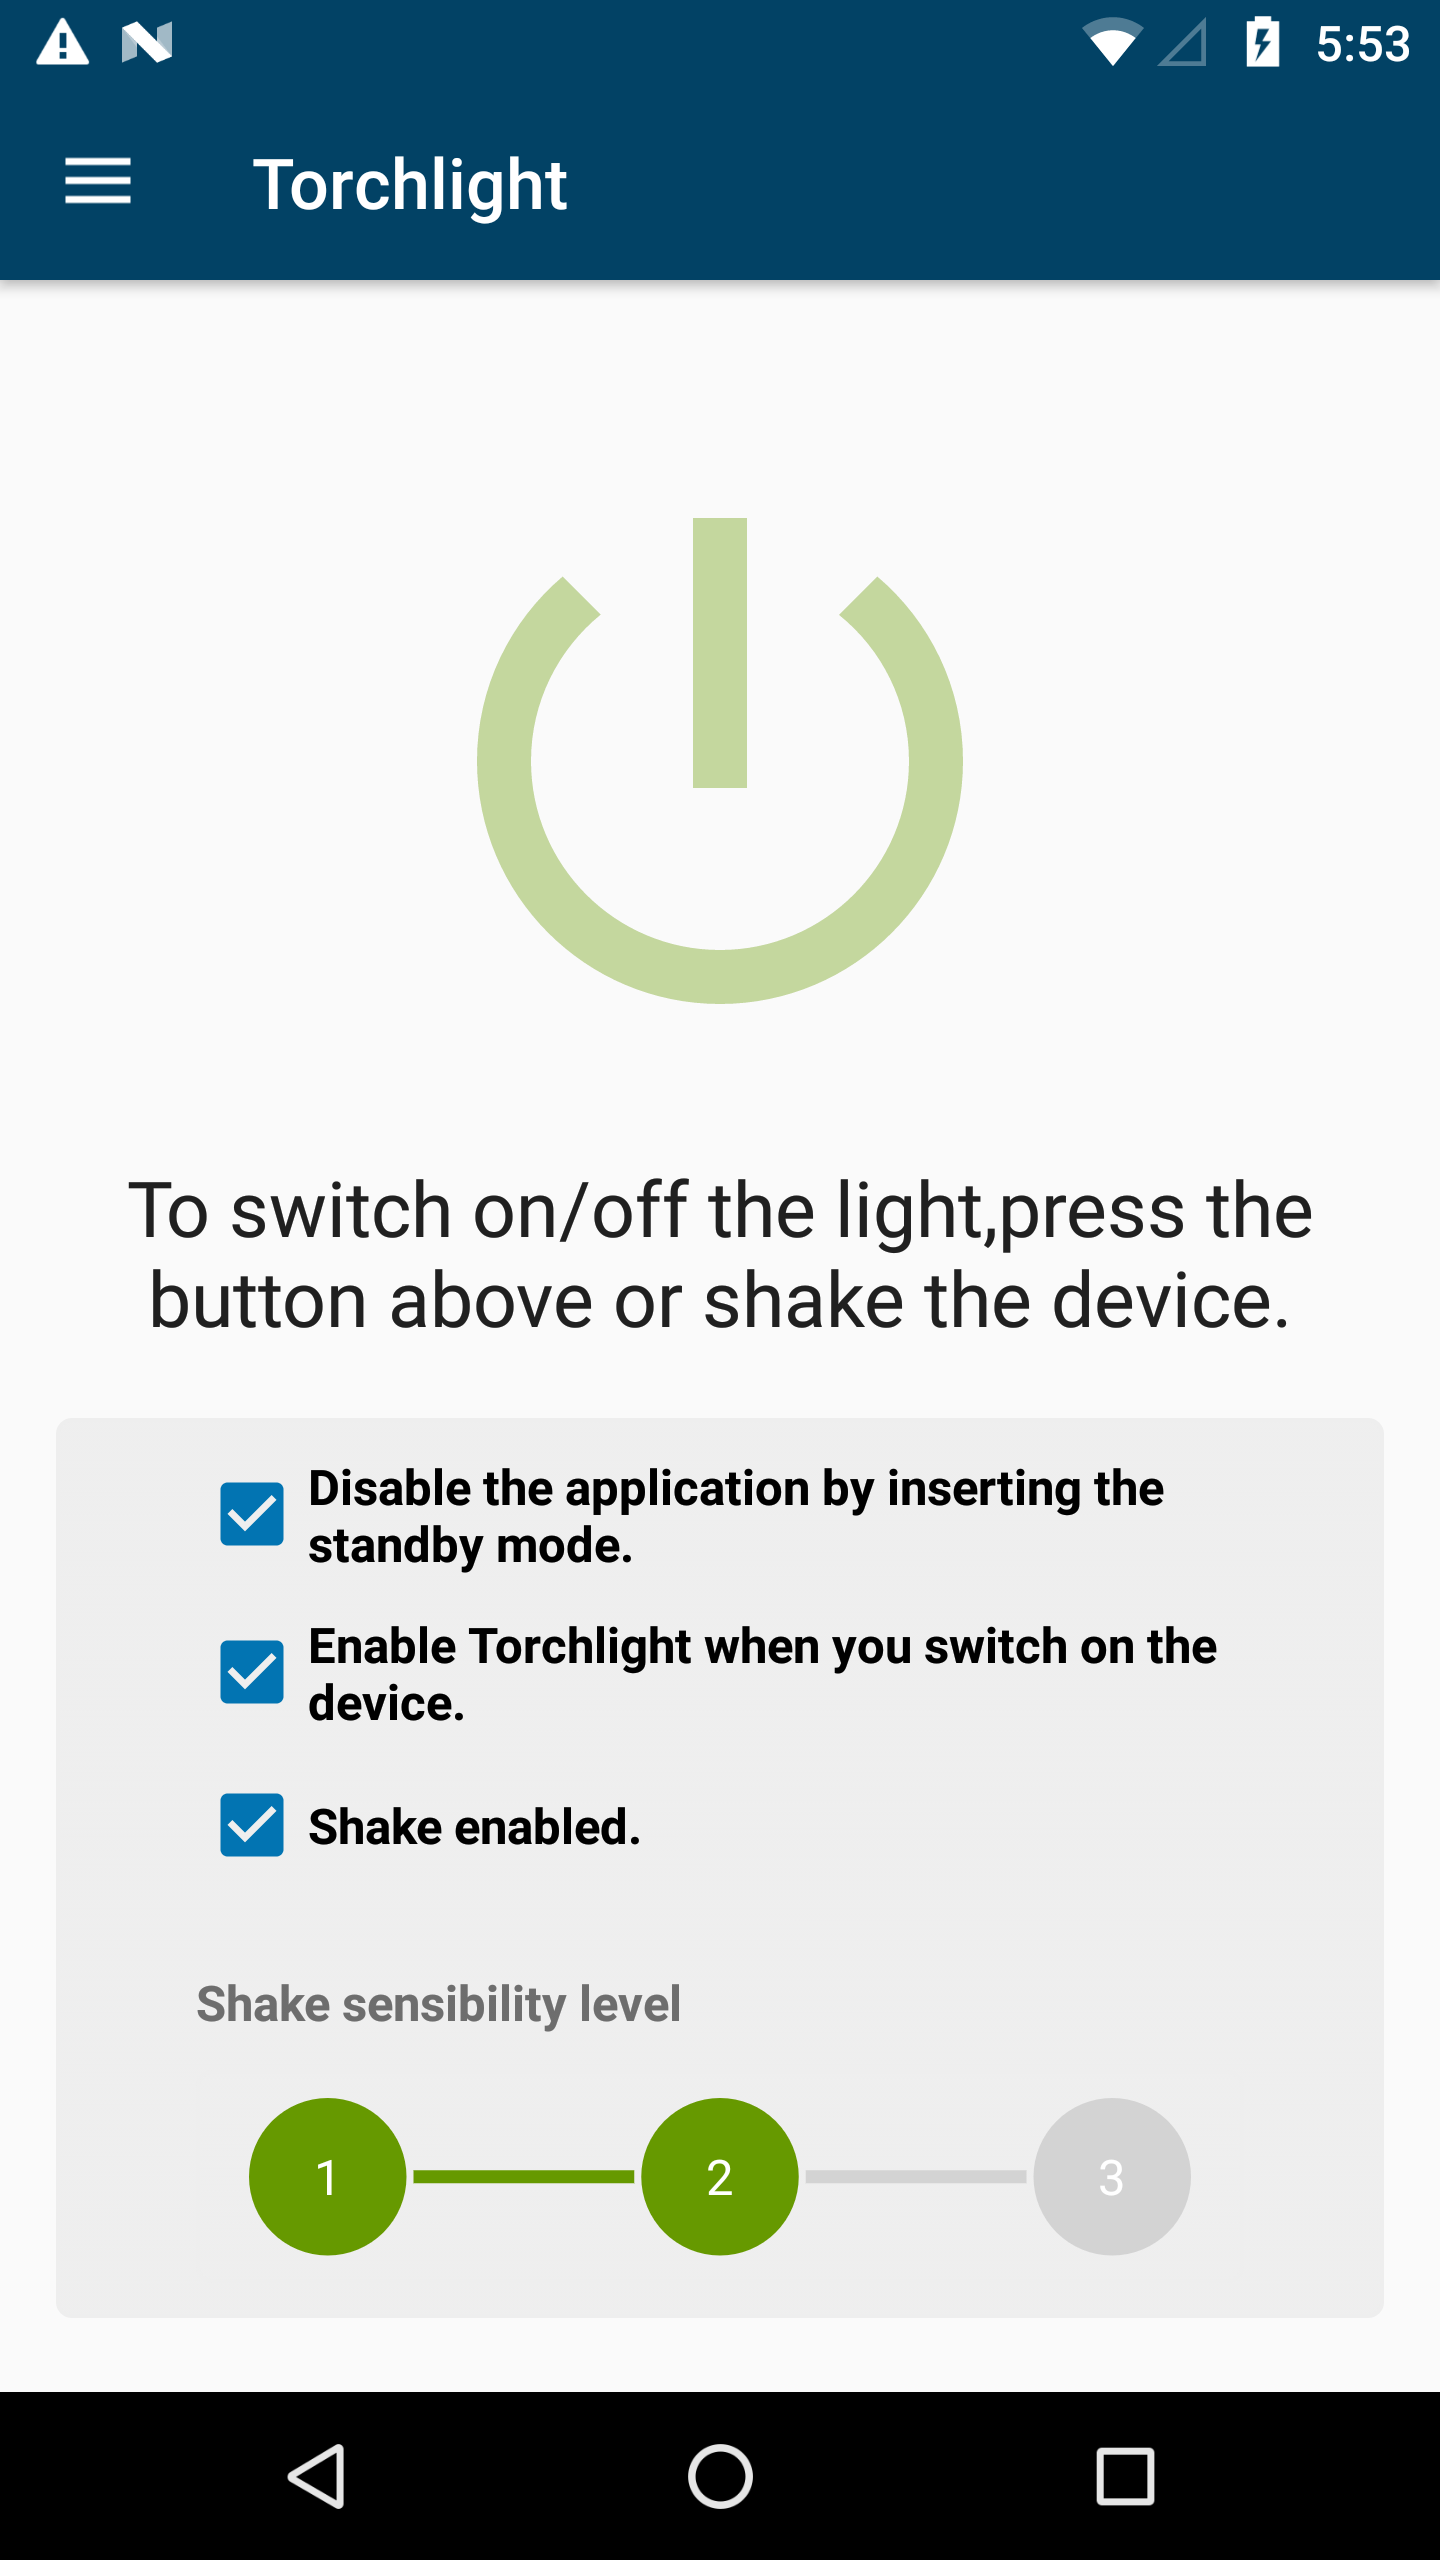 5:53
Torchlight
To switch on/off the light,press the
button above or shake the device.
Disable the application by inserting the
standby mode.
Enable Torchlight when you switch on the
device.
Shake enabled.
Shake sensibility level
1 2 3